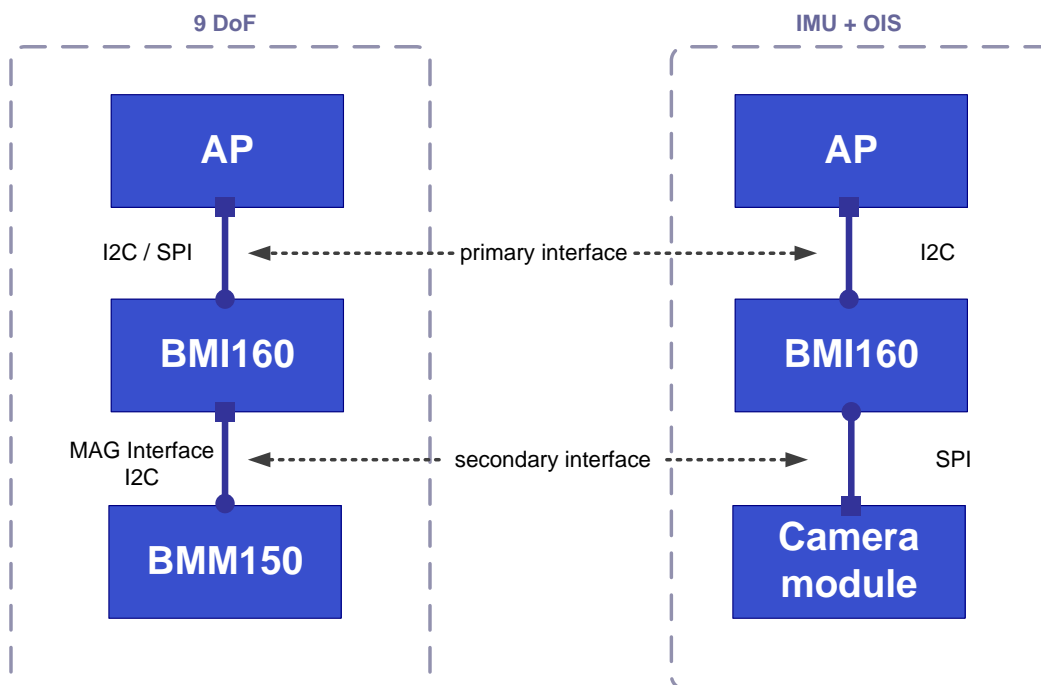 9 DoF
IMU + OIS
AP
AP
I2C / SPI
primary interface
I2C
BMI160
BMI160
MAG Interface
I2C
secondary interface
SPI
BMM150
Camera
module